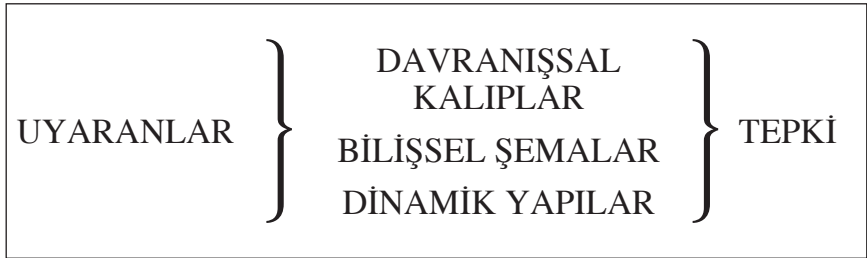 UYARANLAR
DAVRANIŞSAL
KALIPLAR
BİLİŞSEL ŞEMALAR
DİNAMİK YAPILAR
TEPKİ